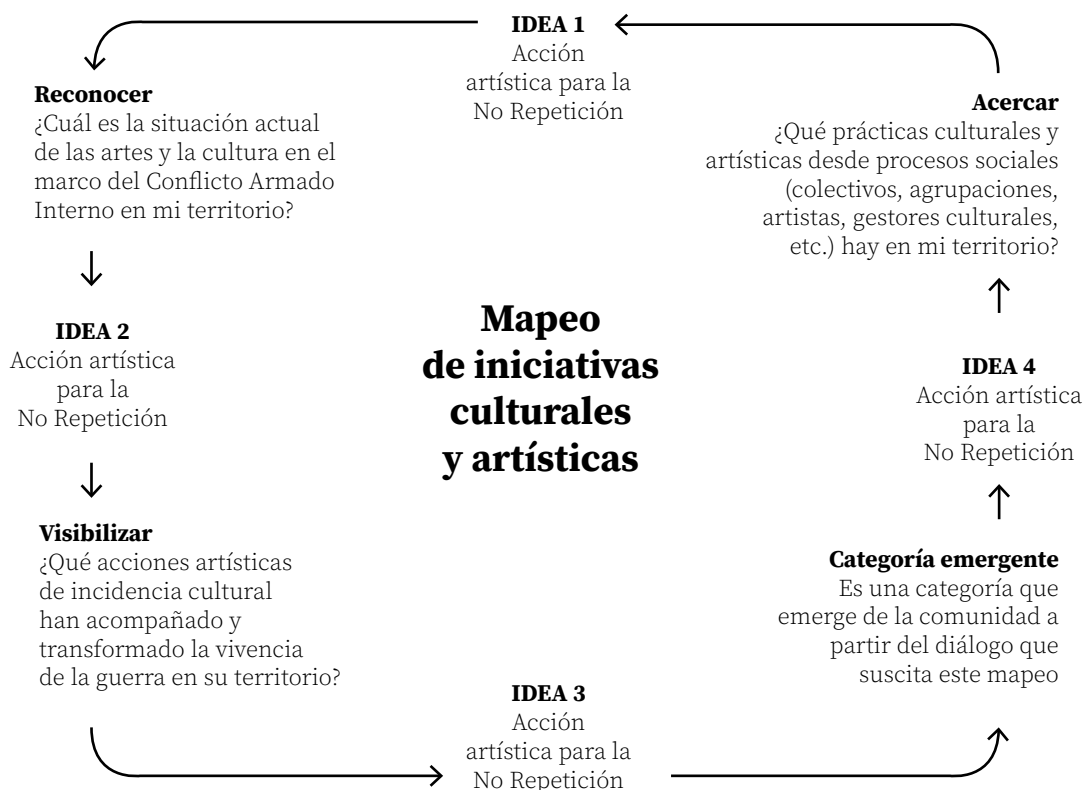 IDEA 1
Acción
artística para la
No Repetición
Reconocer
¿Cuál es la situación actual
de las artes y la cultura en el
marco del Conflicto Armado
Interno en mi territorio?
IDEA 2
Acción artística
para la
No Repetición
Visibilizar
¿Qué acciones artísticas
de incidencia cultural
han acompañado y
transformado la vivencia
de la guerra en su territorio?
IDEA 3
Acción
artística para la
No Repetición
Categoría emergente
Es una categoría que
emerge de la comunidad a
partir del diálogo que
suscita este mapeo
IDEA 4
Acción artística
para la
No Repetición
Acercar
¿Qué prácticas culturales y
artísticas desde procesos sociales
(colectivos, agrupaciones,
artistas, gestores culturales,
etc.) hay en mi territorio?
Mapeo
de iniciativas
culturales
y artísticas